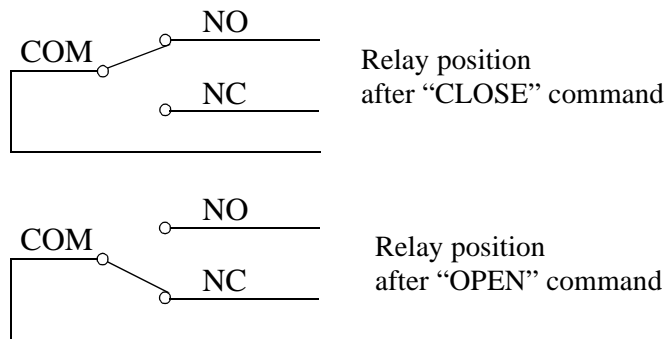 NO
COM
NC
Relay position
after “CLOSE” command
NO
COM
NC
Relay position
after “OPEN” command